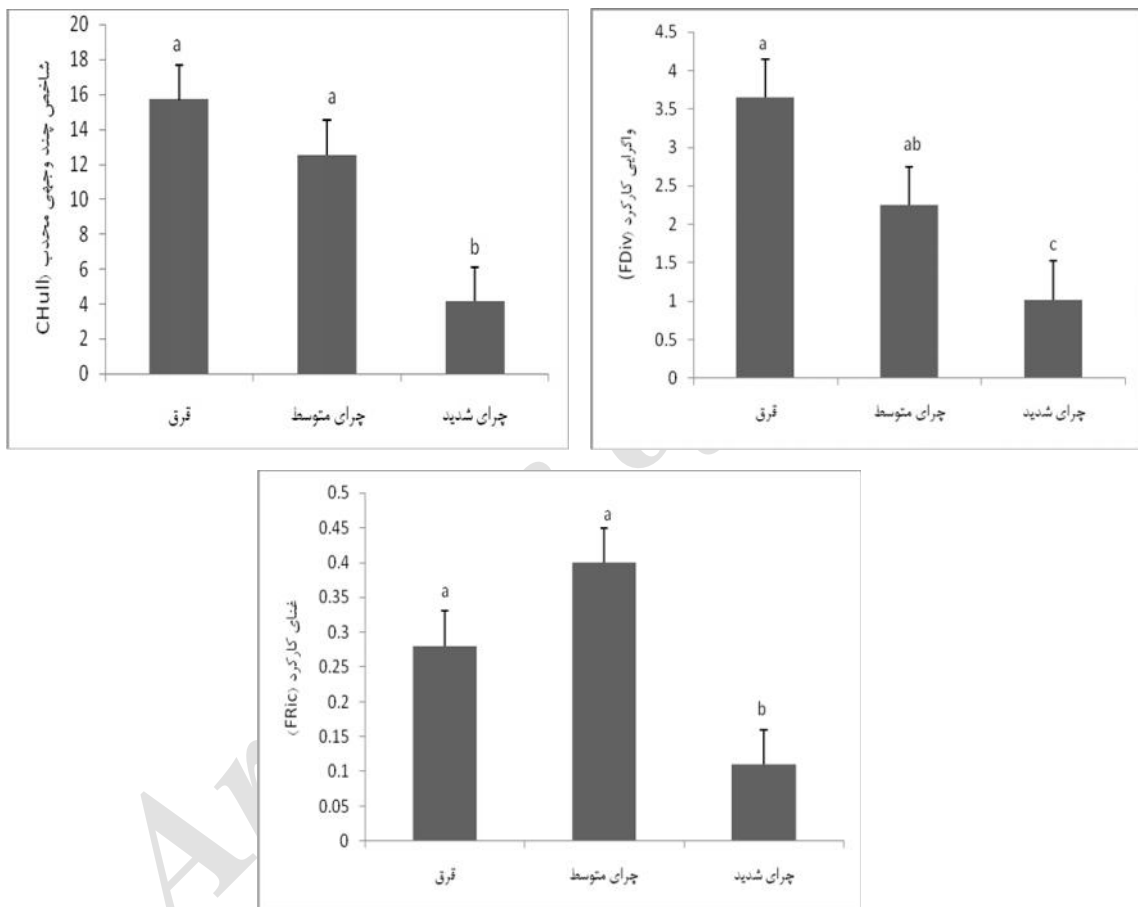 شاخص چند وجهی محدب (CHull
20
18
16
14
12
10
8
6
4
2
0
a
a
b
قرق
چرای متوسط
چرای شدید
واگرایی کارکرد (FDiv)
4.5
4
3.5
3
2.5
2
1.5
1
0.5
0
a
ab
c
قرق
چرای متوسط
چرای شدید
غنای کارکرد (FRic)
0.5
0.45
0.4
0.35
0.3
0.25
0.2
0.15
0.1
0.05
0
a
a
b
قرق
چرای متوسط
چرای شدید